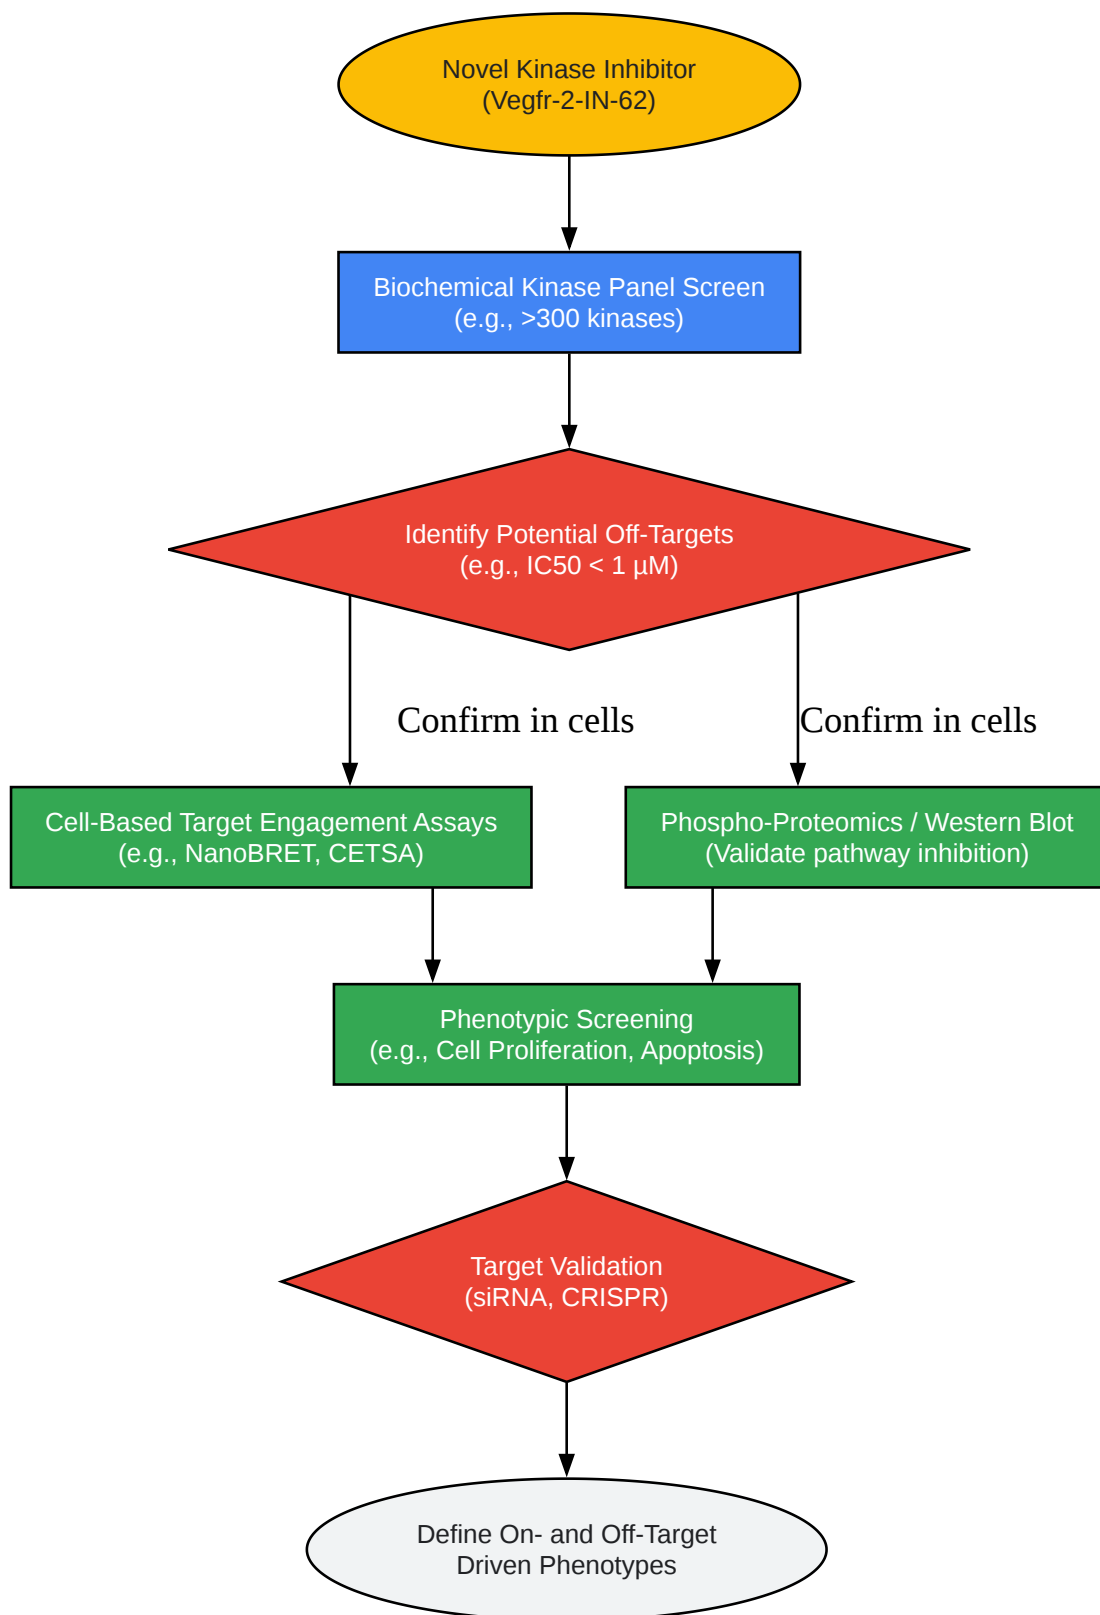 Novel Kinase Inhibitor
(Vegfr-2-IN-62)
Biochemical Kinase Panel Screen
(e.g., >300 kinases)
Identify Potential Off-Targets
(e.g., IC50 < 1 µM)
Confirm in cells
Confirm in cells
Cell-Based Target Engagement Assays
(e.g., NanoBRET, CETSA)
Phospho-Proteomics / Western Blot
(Validate pathway inhibition)
Phenotypic Screening
(e.g., Cell Proliferation, Apoptosis)
Target Validation
(siRNA, CRISPR)
Define On- and Off-Target
Driven Phenotypes